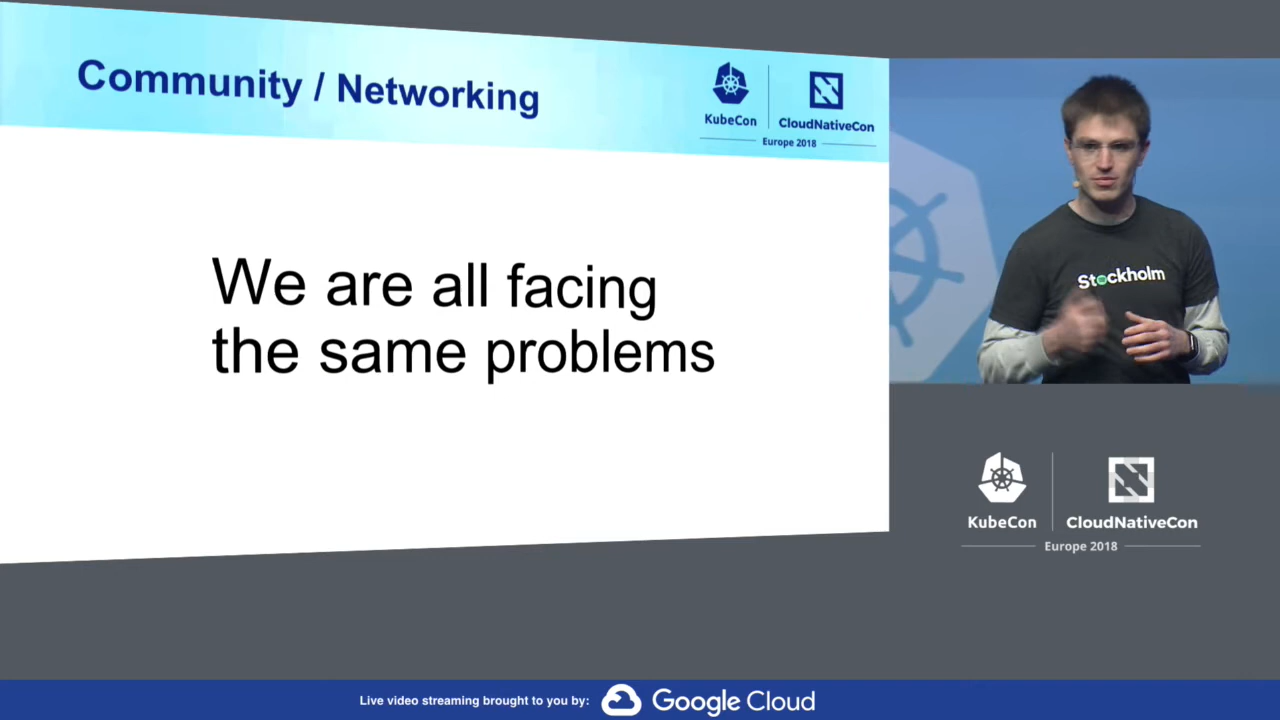 Community / Networking
KubeCon
CloudNativeCon
Europe 2018
We are all facing
the same problems
Stockholm
KubeCon
CloudNativeCon
Europe 2018
Live video streaming brought to you by:
Google Cloud